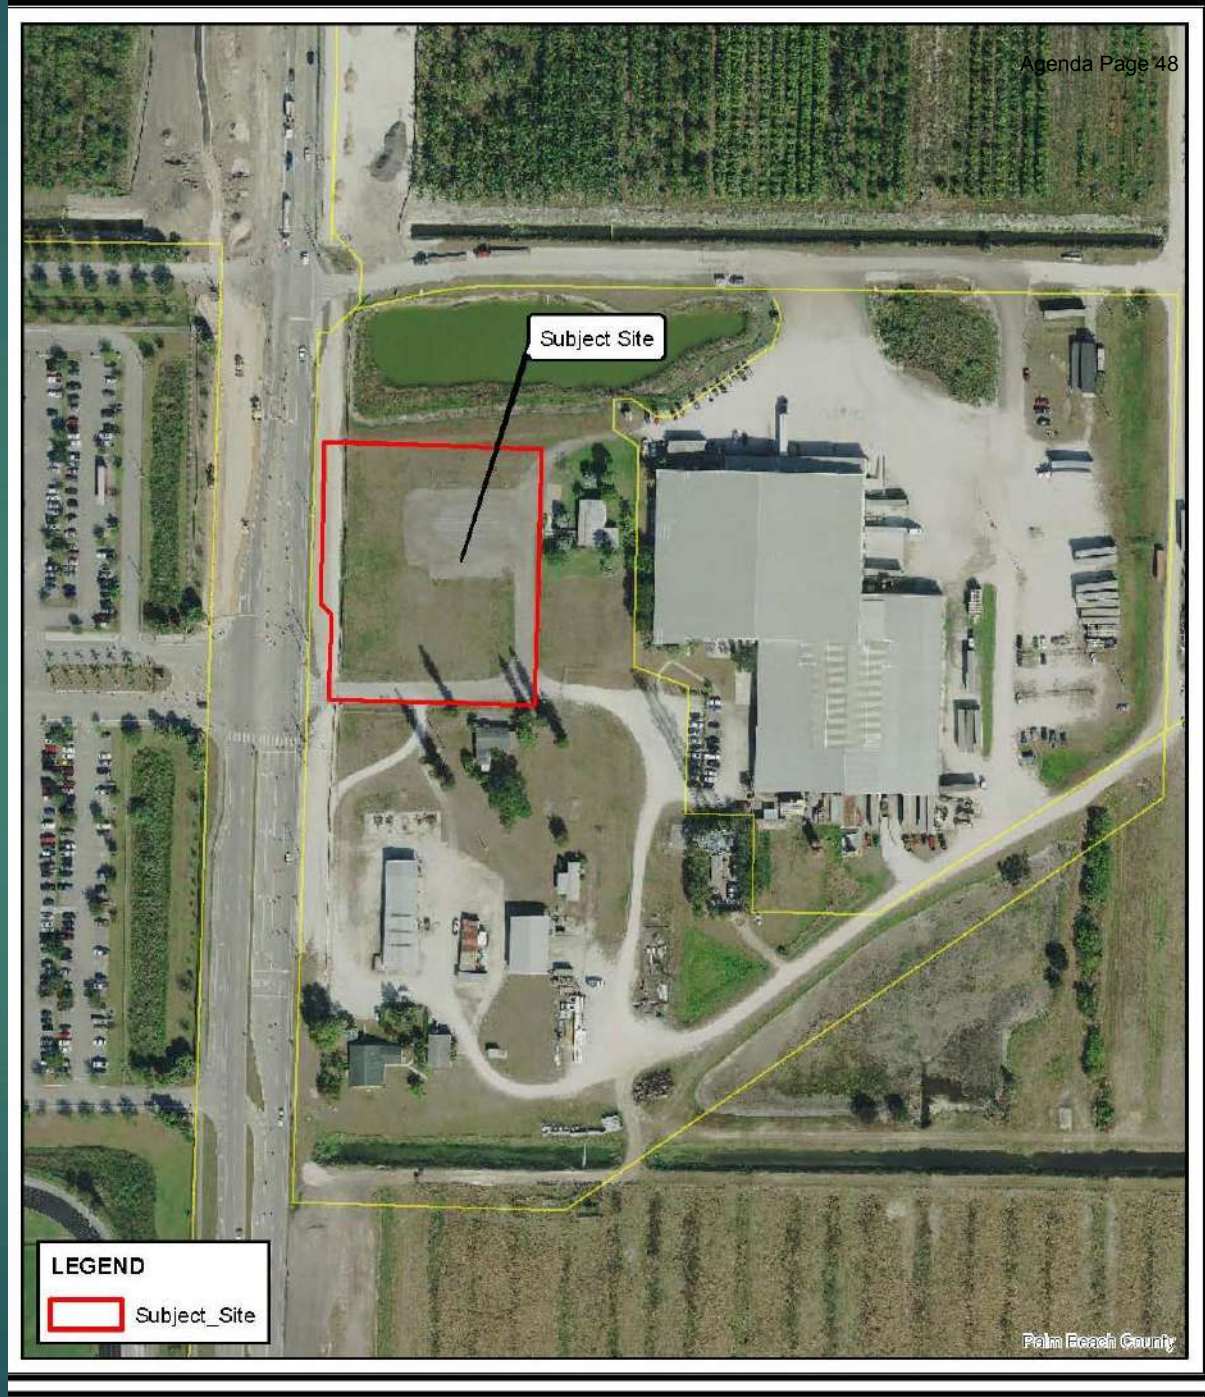 Agenda Page 48
Subject Site
LEGEND
Subject_Site
Palm Beach County